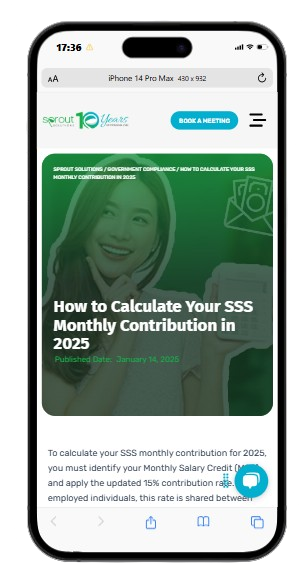 17:36
AA iPhone 14 Pro Max 430 x 932
sprout 10 Years
BOOK A MEETING
SPROUT SOLUTIONS / GOVERNMENT COMPLIANCE / HOW TO CALCULATE YOUR SSS
MONTHLY CONTRIBUTION IN 2025
How to Calculate Your SSS
Monthly Contribution in
2025
Published Date: January 14, 2025
To calculate your SSS monthly contribution for 2025,
you must identify your Monthly Salary Credit
and apply the updated 15% contribution rate.
employed individuals, this rate is shared between